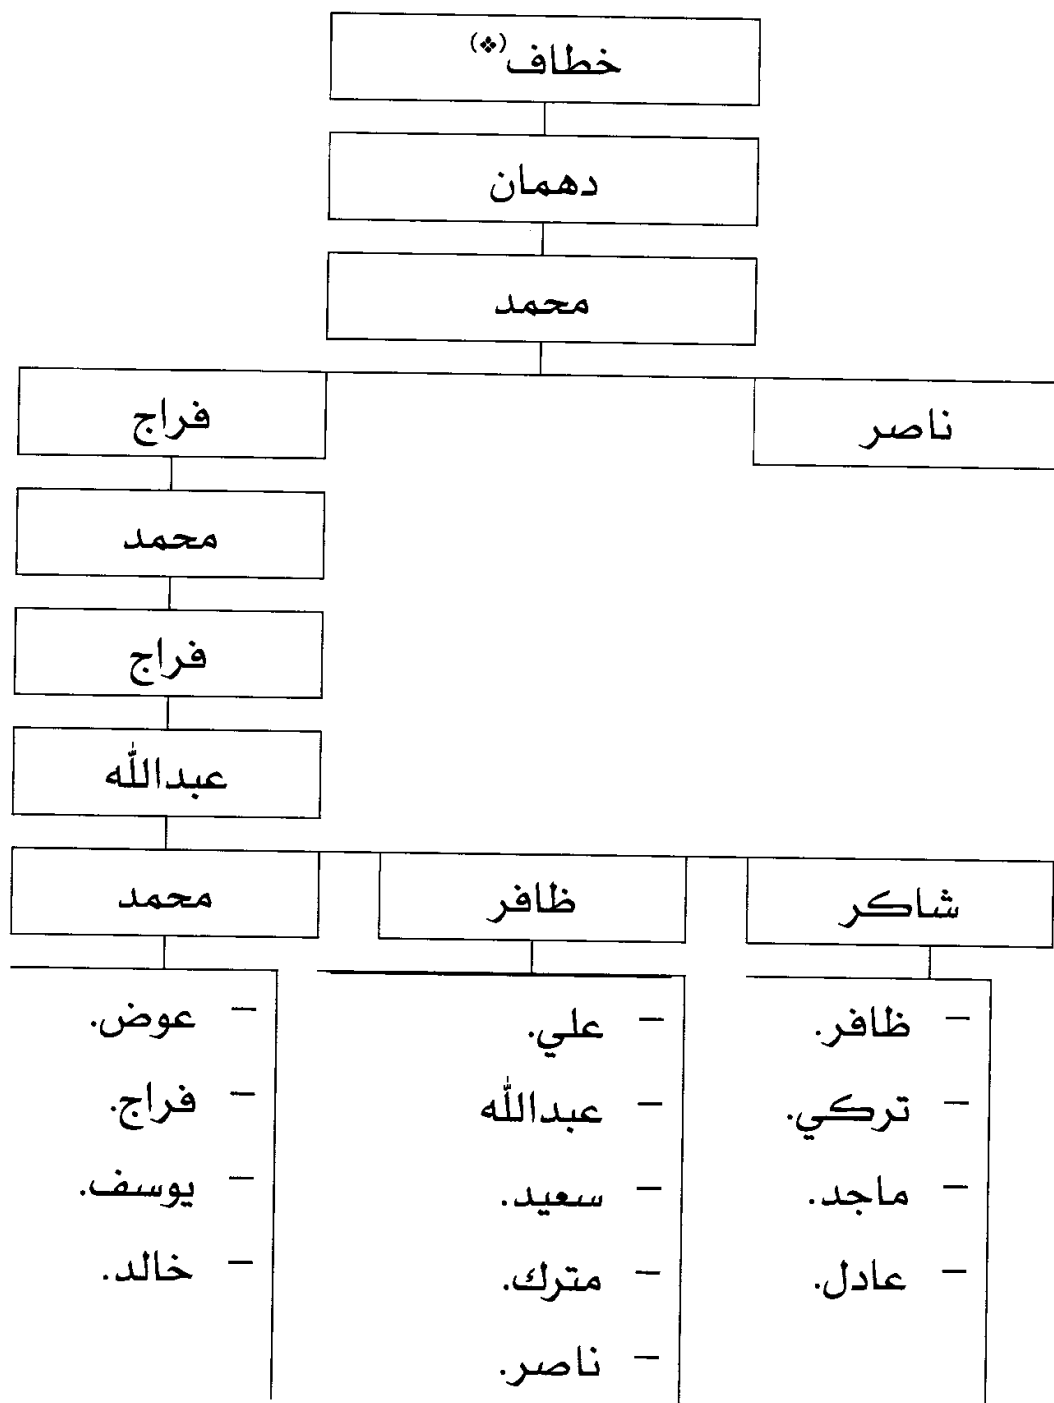 خطاف(❖)
دهمان
محمد
ناصر
فراج
محمد
فراج
عبدالله
شاكر
ظافر
محمد
– ظافر.
– تركي.
– ماجد.
– عادل.
– علي.
– عبدالله
– سعيد.
– مترك.
– ناصر.
– عوض.
– فراج.
– يوسف.
– خالد.